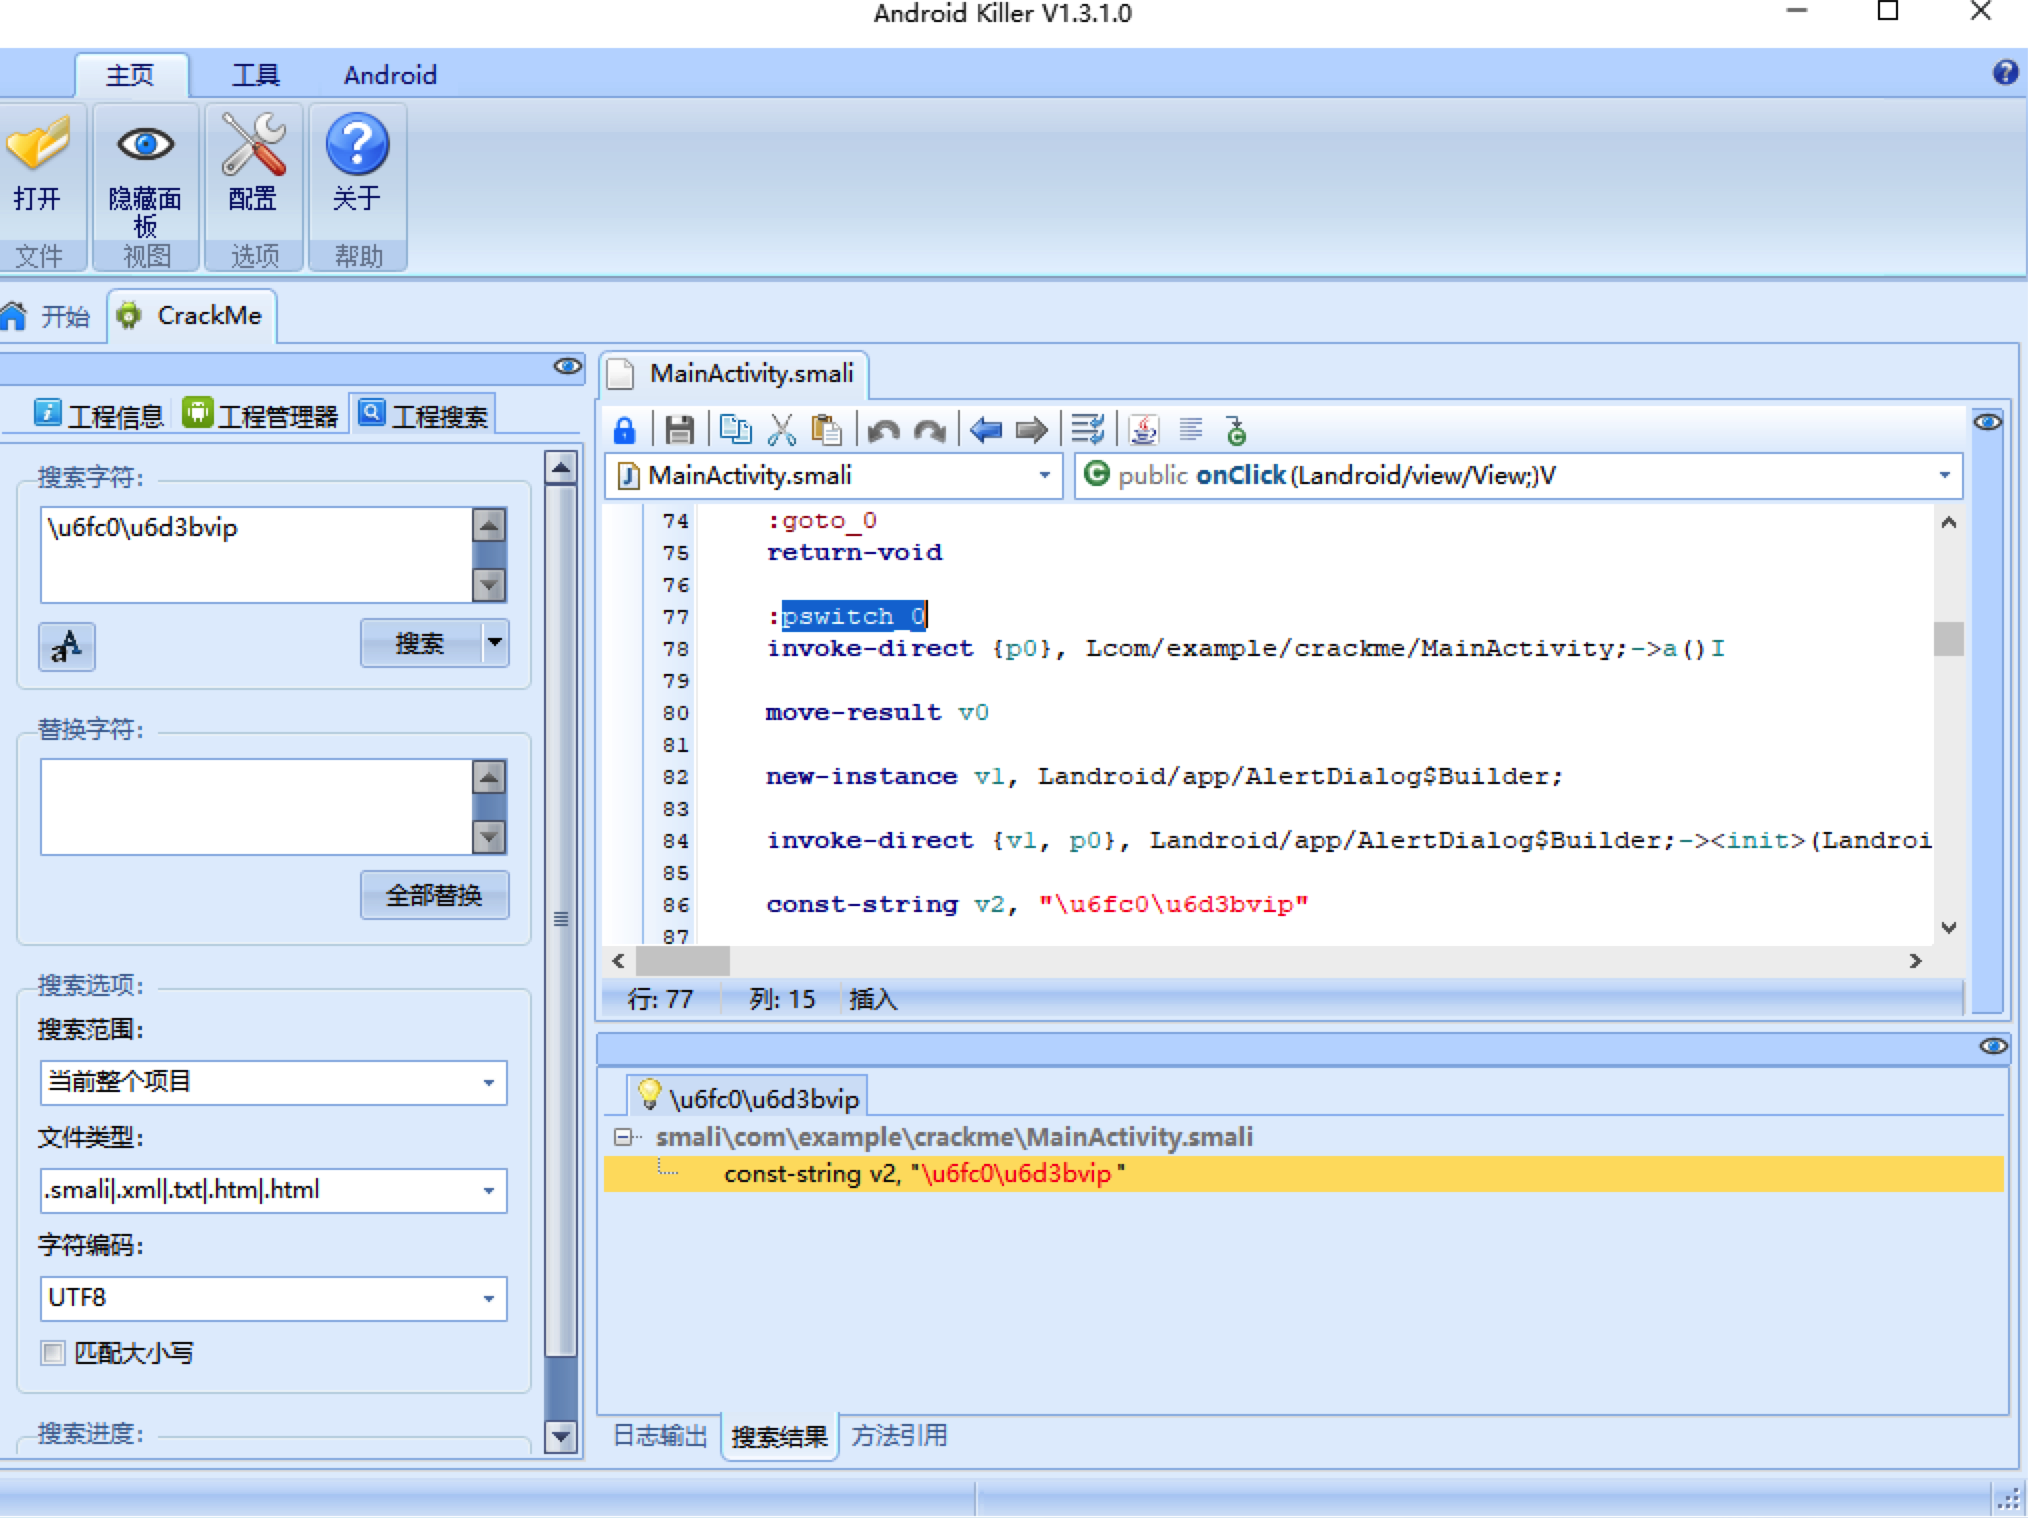 Android Killer V1.3.1.0
主页 工具 Android
打开 隐藏面板 配置 关于
文件 视图 选项 帮助
开始 CrackMe
工程信息 工程管理器 工程搜索
搜索字符:
\u6fc0\u6d3bvip
搜索
替换字符:
全部替换
搜索选项:
搜索范围:
当前整个项目
文件类型:
.smali|.xml|.txt|.htm|.html
字符编码:
UTF8
匹配大小写
搜索进度:
MainActivity.smali
MainActivity.smali public onClick(Landroid/view/View;)V
74 :goto_0
75 return-void
76
77 :pswitch_0
78 invoke-direct {p0}, Lcom/example/crackme/MainActivity;->a()I
79
80 move-result v0
81
82 new-instance v1, Landroid/app/AlertDialog$Builder;
83
84 invoke-direct {v1, p0}, Landroid/app/AlertDialog$Builder;-><init>(Landroi
85
86 const-string v2, "\u6fc0\u6d3bvip"
87
行: 77 列: 15 插入
\u6fc0\u6d3bvip
smali\com\example\crackme\MainActivity.smali
const-string v2, "\u6fc0\u6d3bvip"
日志输出 搜索结果 方法引用